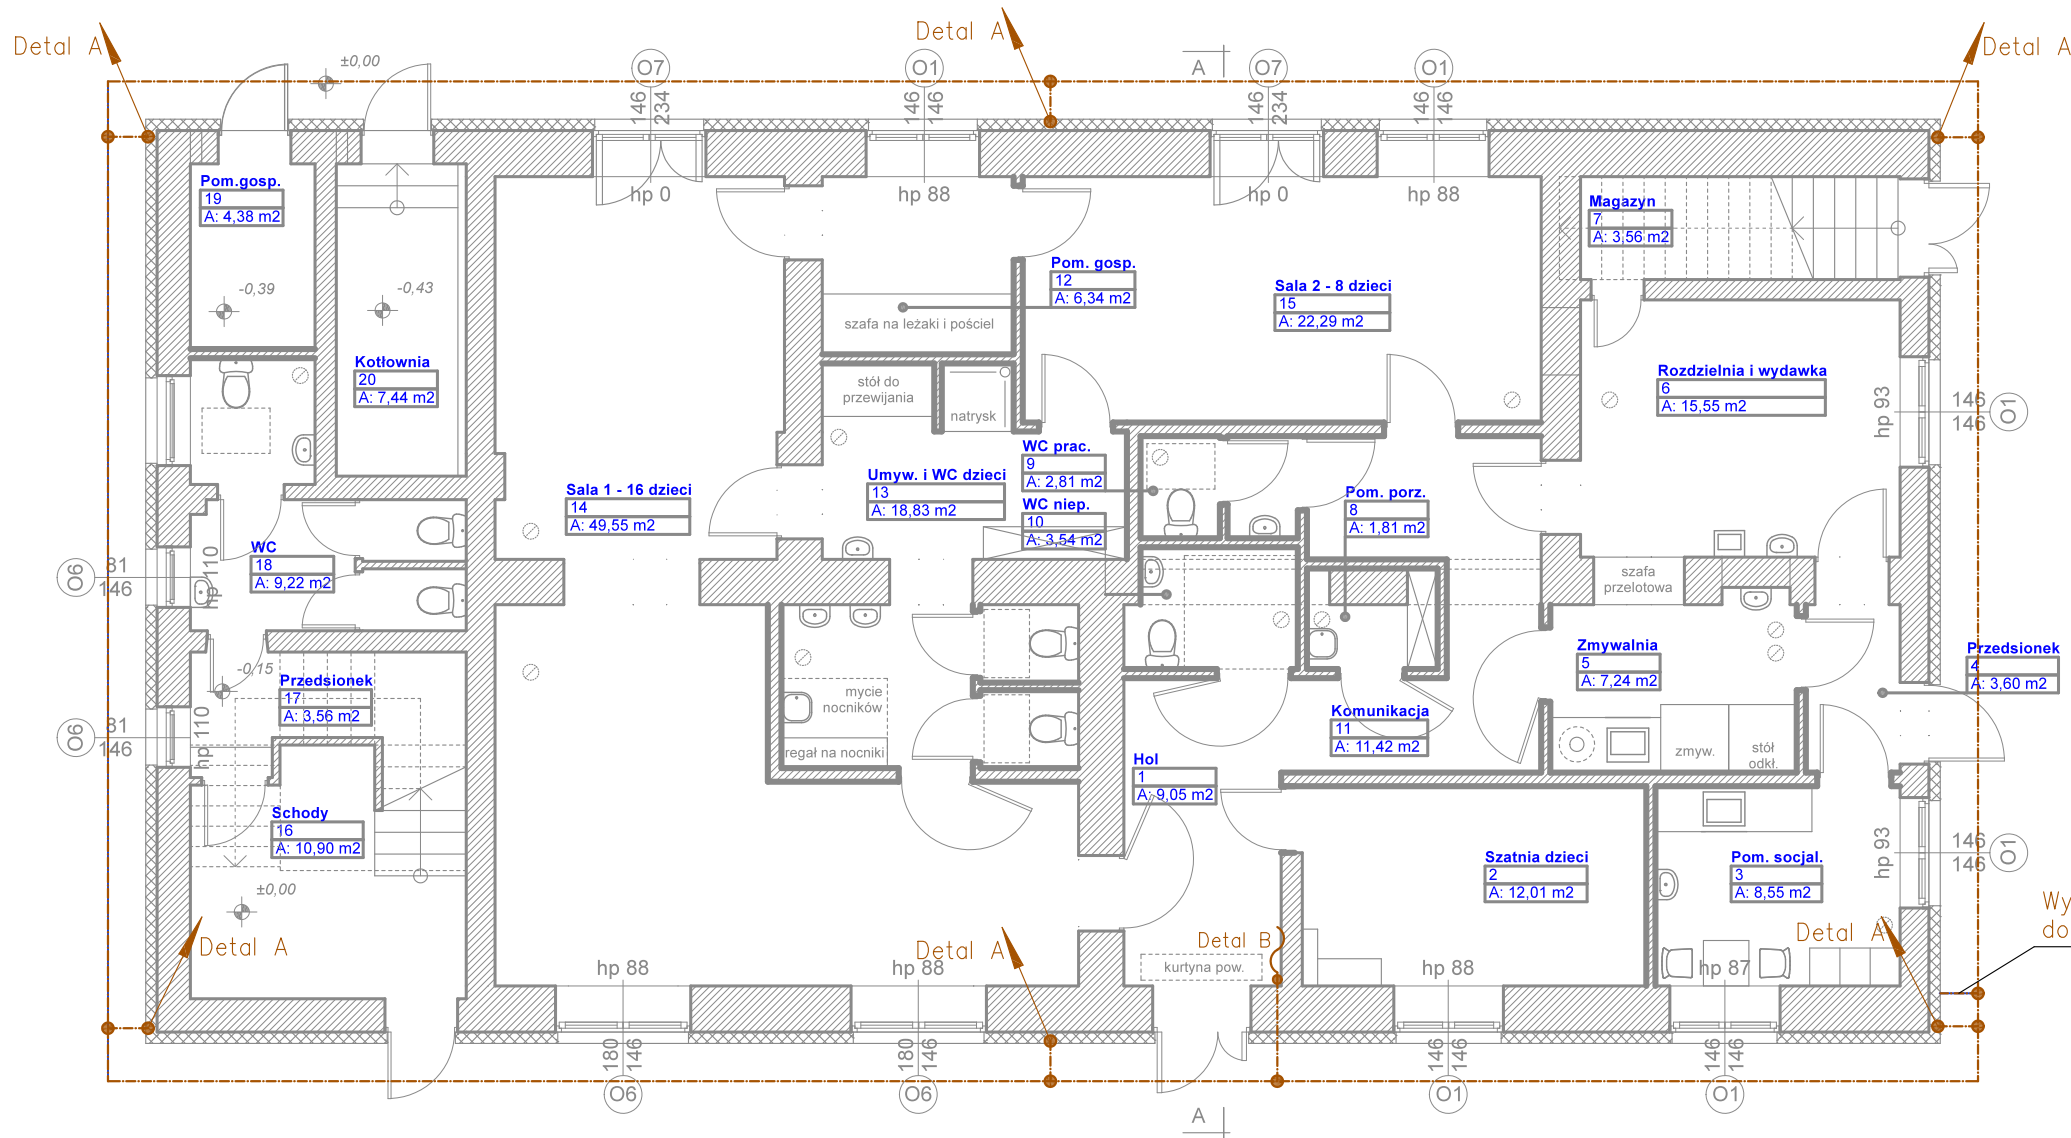 Detal A
±0,00
Detal A
A
Detal A
O7
O1
O7
O1
146
234
146
146
146
234
146
146
hp 0
hp 88
hp 0
hp 88
Pom.gosp.
19
A: 4,38 m2
-0,39
-0,43
Kotłownia
20
A: 7,44 m2
Magazyn
7
A: 3,56 m2
Pom. gosp.
12
A: 6,34 m2
szafa na leżaki i pościel
Sala 2 - 8 dzieci
15
A: 22,29 m2
stół do
przewijania
natrysk
Rozdzielnia i wydawka
6
A: 15,55 m2
hp 93
146
146
O1
Sala 1 - 16 dzieci
14
A: 49,55 m2
Umyw. i WC dzieci
13
A: 18,83 m2
WC prac.
9
A: 2,81 m2
WC niep.
10
A: 3,54 m2
Pom. porz.
8
A: 1,81 m2
WC
18
A: 9,22 m2
O6
81
146
hp 110
szafa
przelotowa
Zmywalnia
5
A: 7,24 m2
Przedsionek
4
A: 3,60 m2
-0,15
Przedsionek
17
A: 3,56 m2
O6
81
146
hp 110
mycie
nocników
regał na nocniki
Komunikacja
11
A: 11,42 m2
zmyw.
stół
odkł.
Hol
1
A: 9,05 m2
Schody
16
A: 10,90 m2
±0,00
Szatnia dzieci
2
A: 12,01 m2
Pom. socjal.
3
A: 8,55 m2
hp 93
146
146
O1
Wy
do
Detal A
Detal A
Detal B
Detal A
kurtyna pow.
hp 88
hp 88
hp 88
hp 87
180
146
180
146
146
146
146
146
O6
O6
O1
O1
A